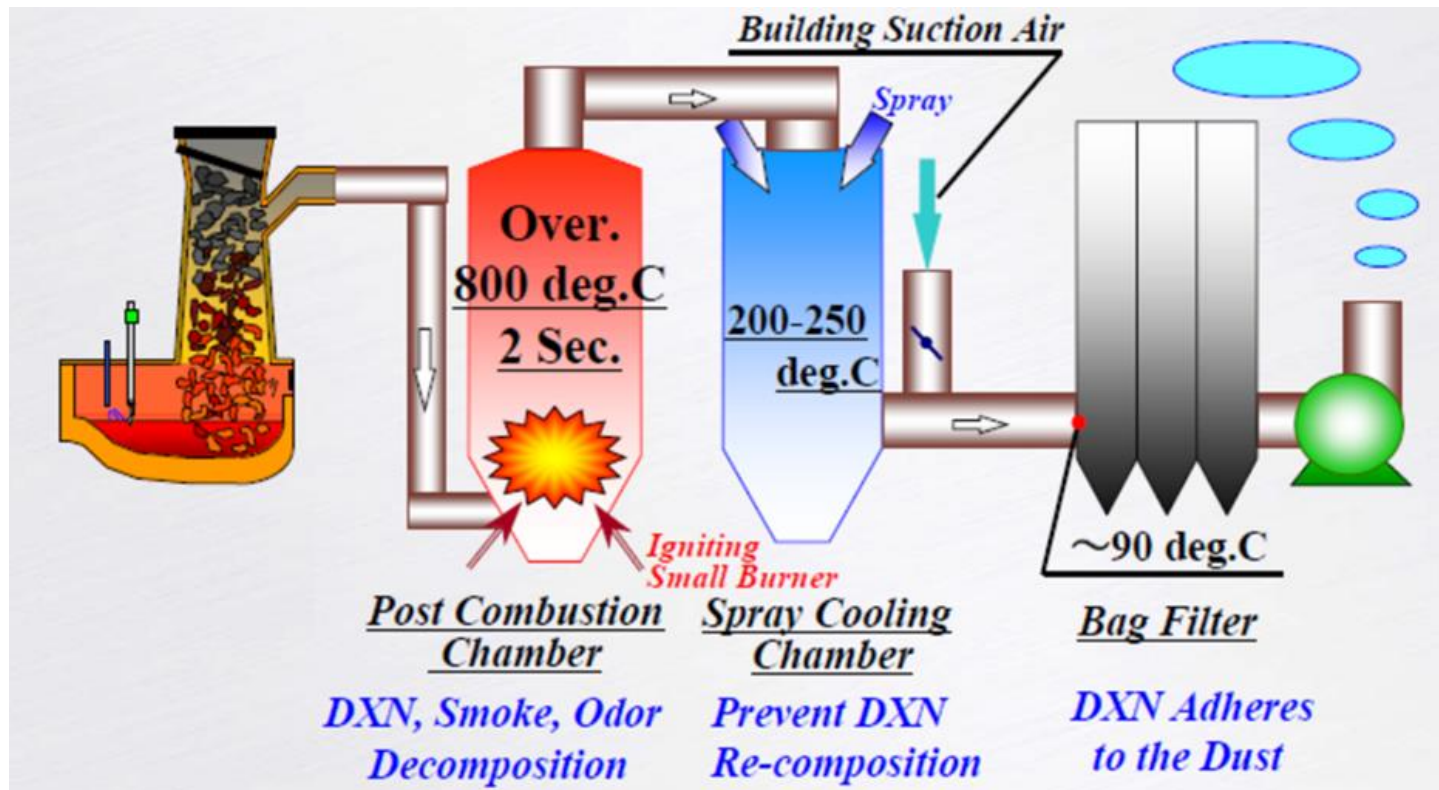 Building Suction Air
Spray
Over.
800 deg.C
2 Sec.
200-250
deg.C
Igniting
Small Burner
~90 deg.C
Post Combustion
Chamber
Spray Cooling
Chamber
Bag Filter
DXN, Smoke, Odor
Decomposition
Prevent DXN
Re-composition
DXN Adheres
to the Dust